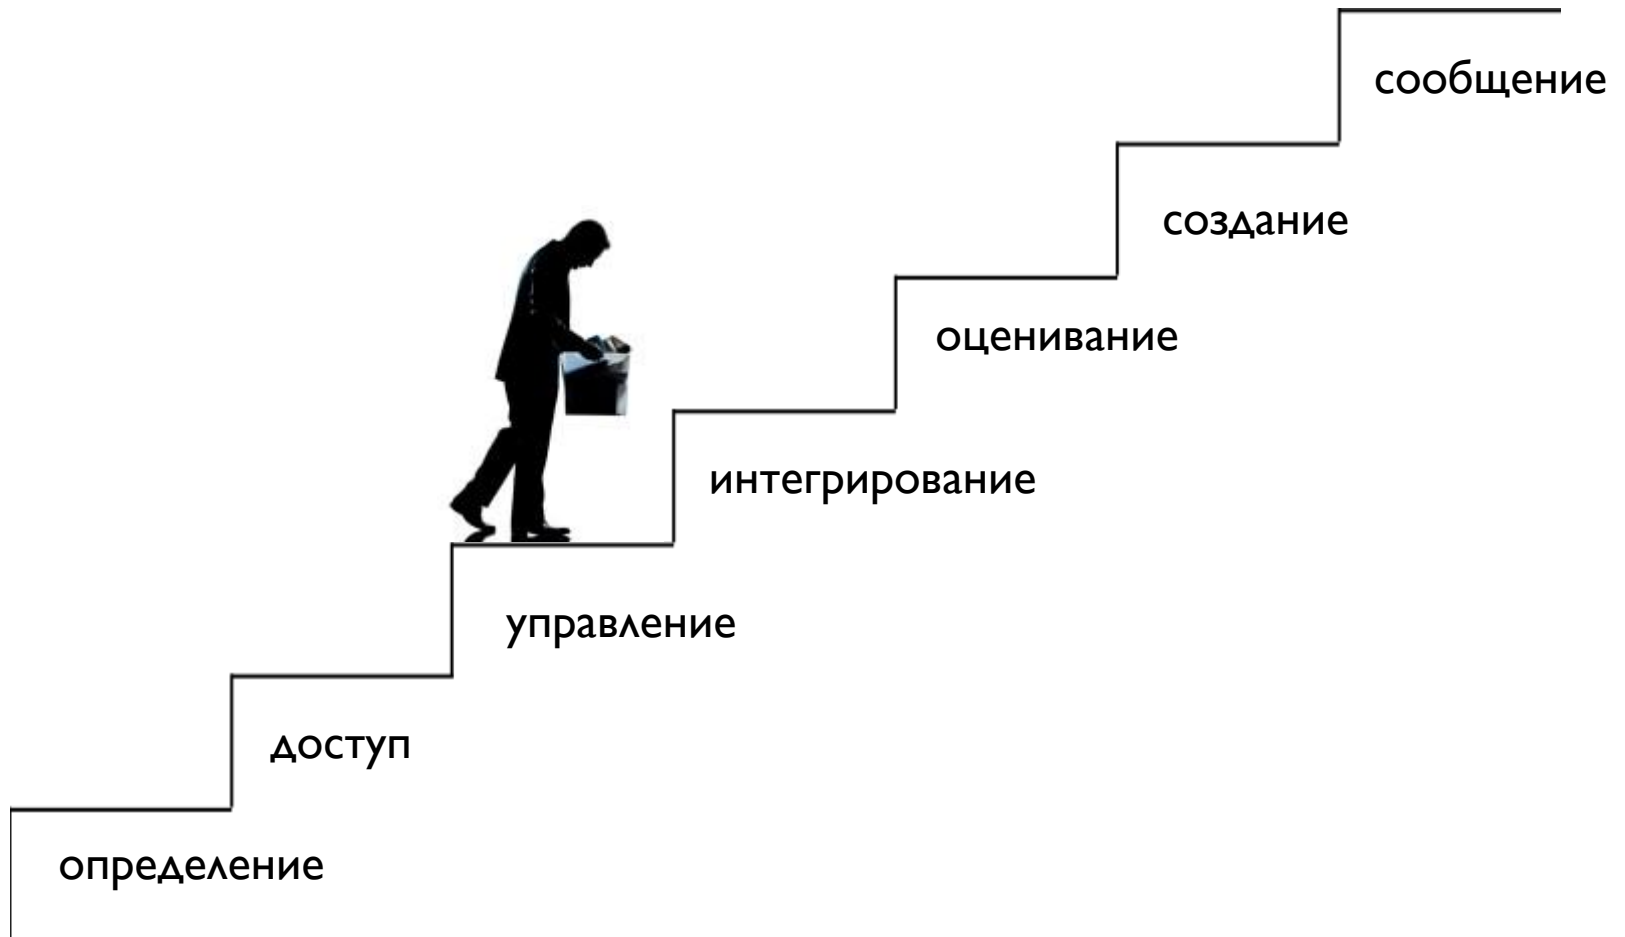 сообщение
создание
оценивание
интегрирование
управление
доступ
определение